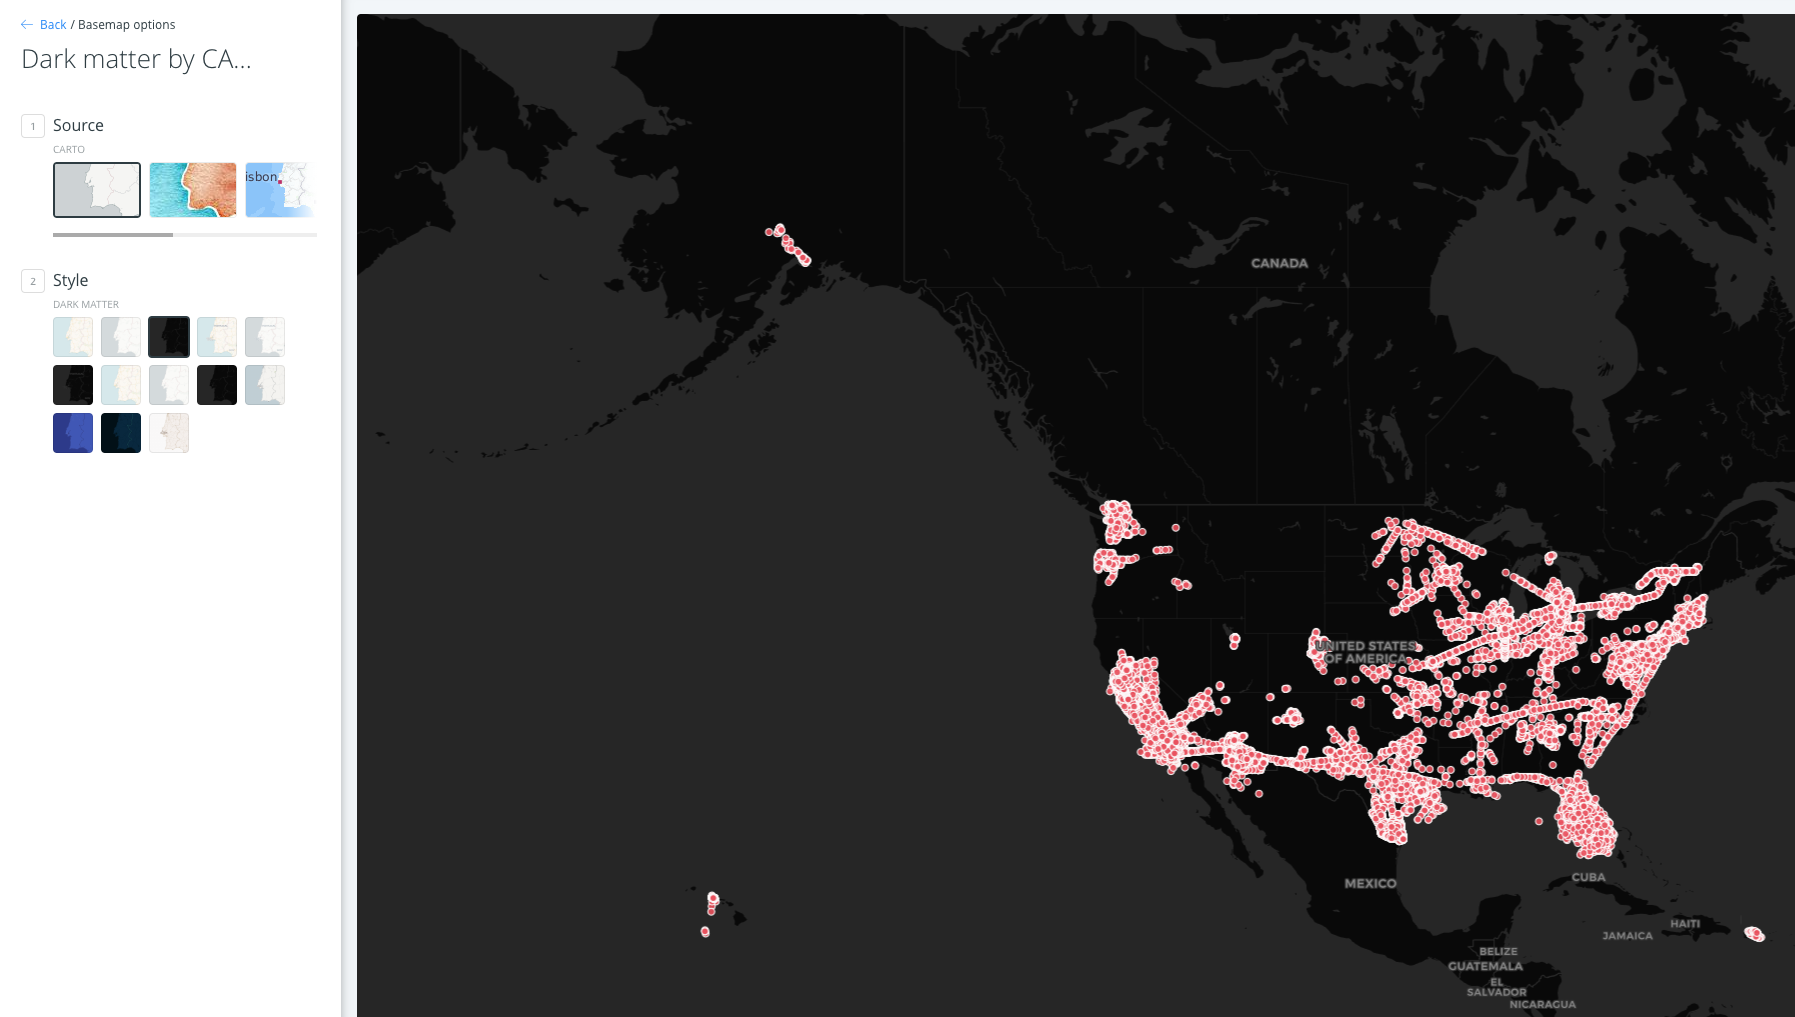 ← Back / Basemap options
Dark matter by CA...
1 Source
CARTO
isbon
2 Style
DARK MATTER
CANADA
UNITED STATES
OF AMERICA
MEXICO
CUBA
HAITI
JAMAICA
BELIZE
GUATEMALA
EL
SALVADOR
NICARAGUA